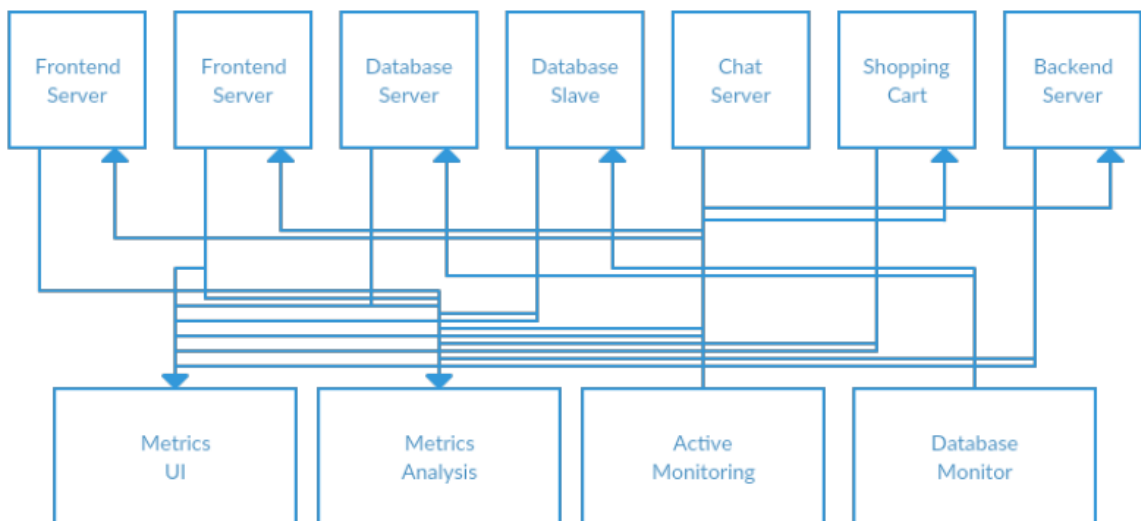 Frontend
Server
Frontend
Server
Database
Server
Database
Slave
Chat
Server
Shopping
Cart
Backend
Server
Metrics
UI
Metrics
Analysis
Active
Monitoring
Database
Monitor